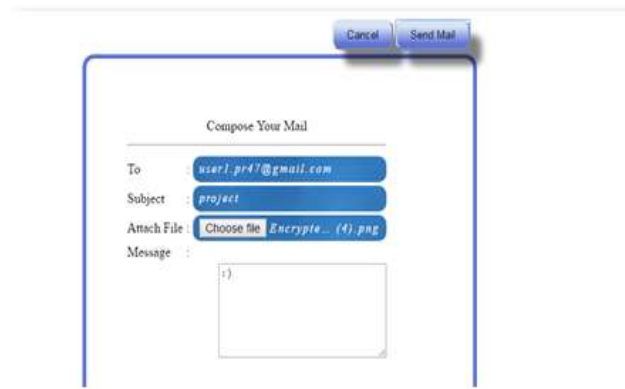 Cancel Send Mail
Compose Your Mail
To : user1.pr47@gmail.com
Subject : project
Attach File : Choose file Encrypte... (4).png
Message :
:)